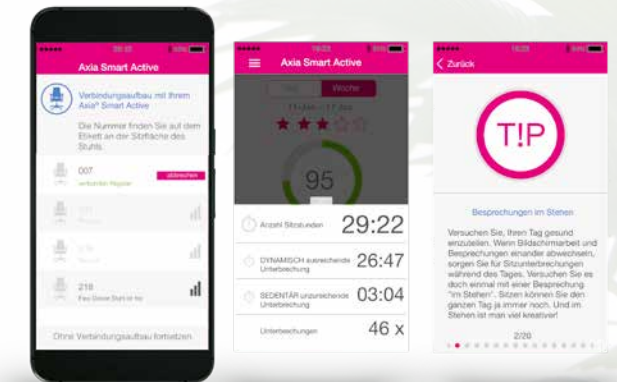 Axia Smart Active
Verbindungsaufbau mit Ihrem
Axia® Smart Active
Die Nummer finden Sie auf dem
Etikett an der Sitzfläche des
Stuhls.
007
abbrechen
218
Ohne Verbindungsaufbau fortsetzen
Axia Smart Active
Woche
95
Anzahl Sitzstunden 29:22
DYNAMISCH ausreichende 26:47
Unterbrechung
SEDENTÄR unzureichende 03:04
Unterbrechung
Unterbrechungen 46 x
Zurück
T!P
Besprechungen im Stehen
Versuchen Sie, Ihren Tag gesund
einzuteilen. Wenn Bildschirmarbeit und
Besprechungen einander abwechseln,
sorgen Sie für Sitzunterbrechungen
während des Tages. Versuchen Sie es
doch einmal mit einer Besprechung
"im Stehen". Sitzen können Sie den
ganzen Tag ja immer noch. Und im
Stehen ist man viel kreativer!
2/20